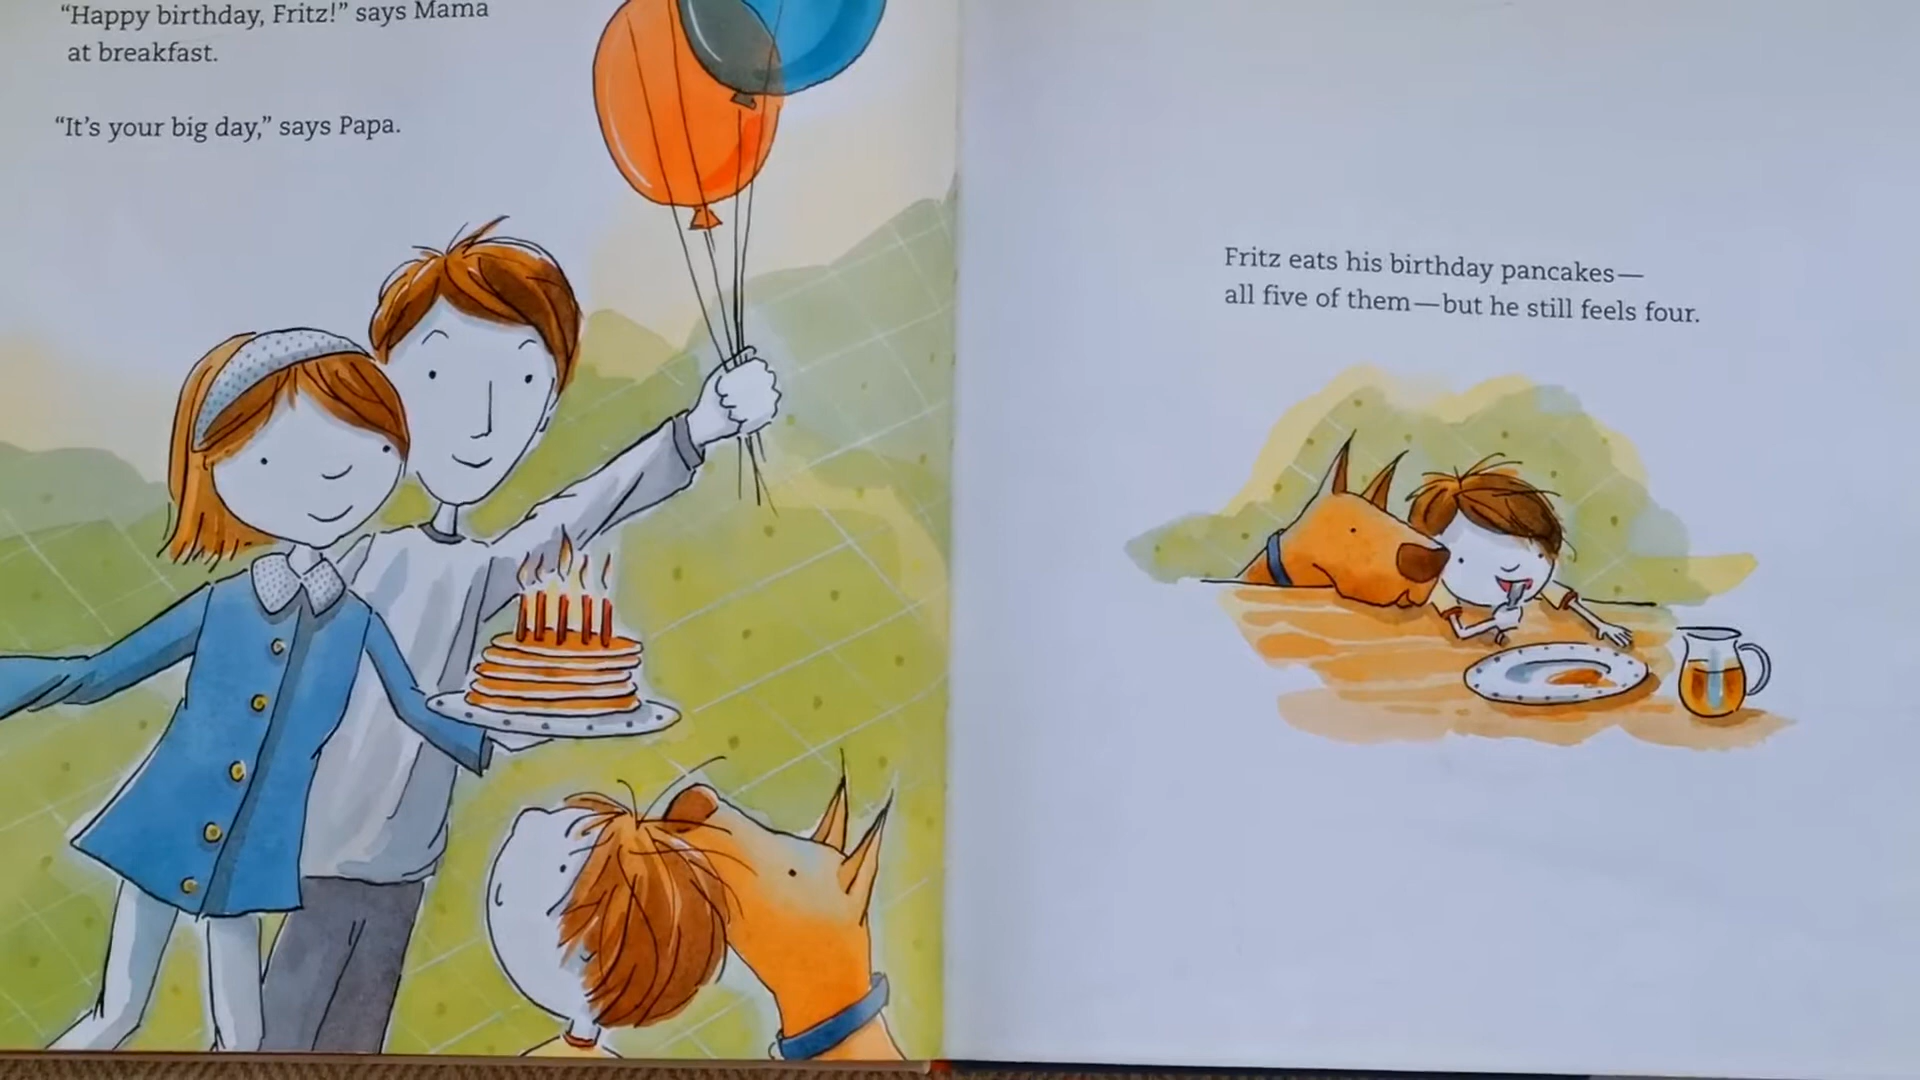 “Happy birthday, Fritz!” says Mama
at breakfast.
“It’s your big day,” says Papa.
Fritz eats his birthday pancakes—
all five of them—but he still feels four.